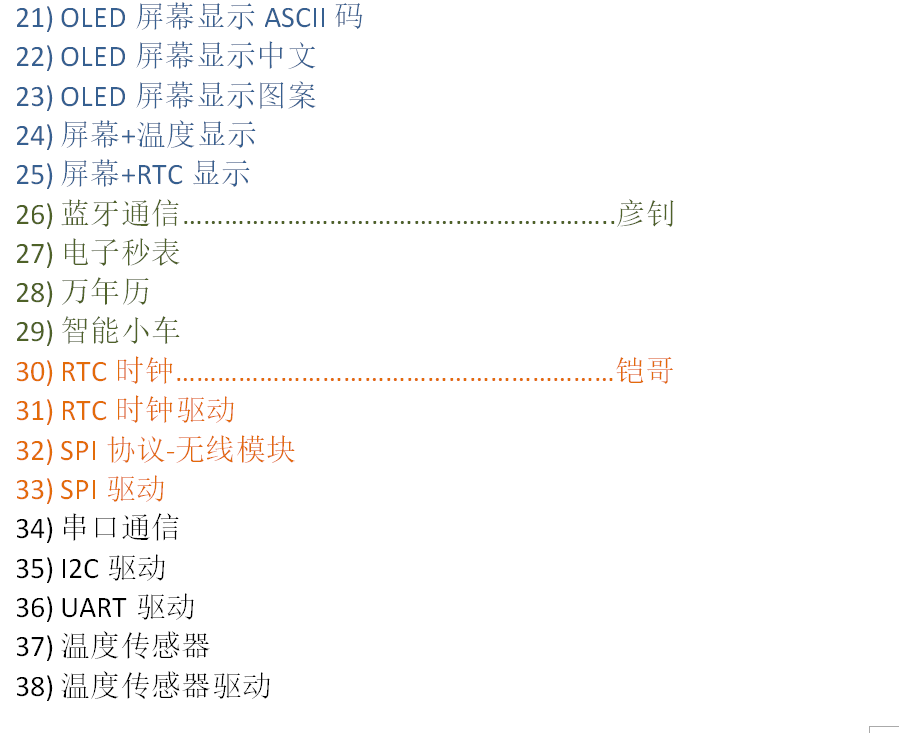 21) OLED 屏幕显示 ASCII 码
22) OLED 屏幕显示中文
23) OLED 屏幕显示图案
24) 屏幕+温度显示
25) 屏幕+RTC 显示
26) 蓝牙通信……………………………………………………..彦钊
27) 电子秒表
28) 万年历
29) 智能小车
30) RTC 时钟………………………………………………………铠哥
31) RTC 时钟驱动
32) SPI 协议-无线模块
33) SPI 驱动
34) 串口通信
35) I2C 驱动
36) UART 驱动
37) 温度传感器
38) 温度传感器驱动